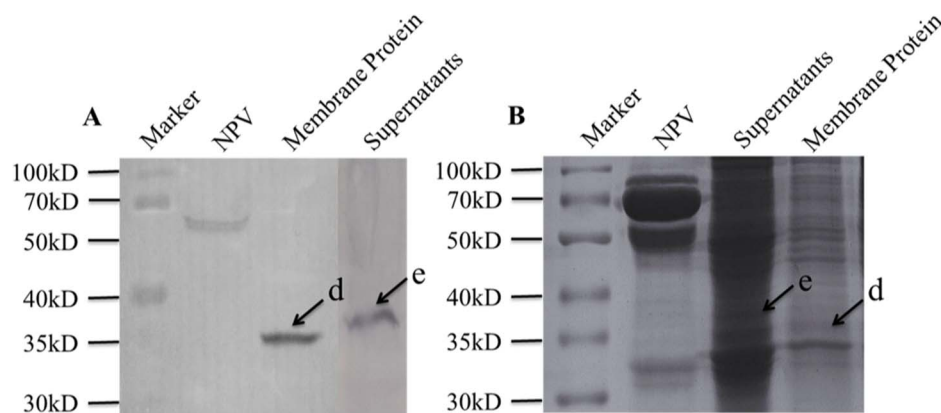 A
Marker
NPV
Membrane Protein
Supernatants
100kD
70kD
50kD
40kD
35kD
30kD
d
e
B
Marker
NPV
Supernatants
Membrane Protein
100kD
70kD
50kD
40kD
35kD
30kD
e
d